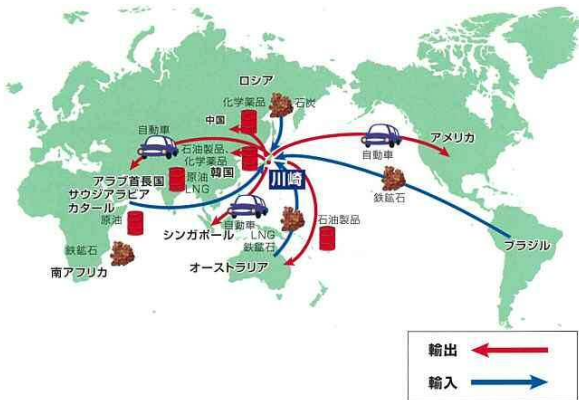 ロシア
化学薬品
石炭
中国
自動車
石油製品、
化学薬品
韓国
自動車
アメリカ
アラブ首長国
サウジアラビア
カタール
原油
LNG
川崎
鉄鉱石
原油
シンガポール
自動車
LNG
鉄鉱石
石油製品
ブラジル
鉄鉱石
南アフリカ
オーストラリア
輸出
輸入